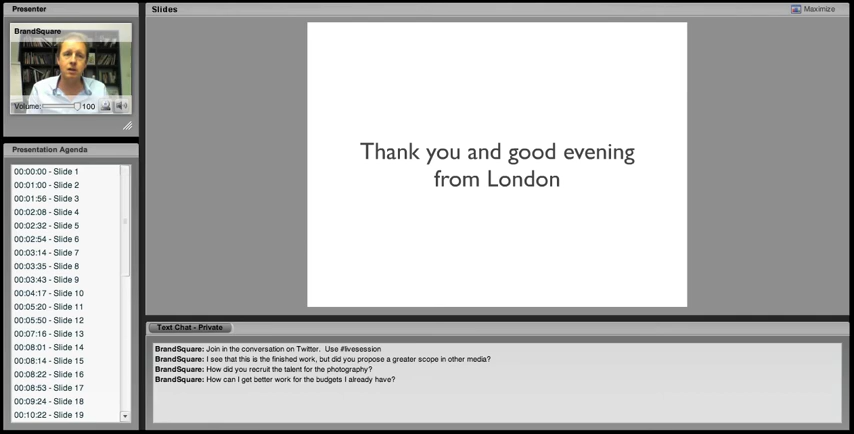 Presenter
BrandSquare
Volume: 100
Presentation Agenda
00:00:00 - Slide 1
00:01:00 - Slide 2
00:01:56 - Slide 3
00:02:08 - Slide 4
00:02:32 - Slide 5
00:02:54 - Slide 6
00:03:14 - Slide 7
00:03:35 - Slide 8
00:03:43 - Slide 9
00:04:17 - Slide 10
00:05:20 - Slide 11
00:05:50 - Slide 12
00:07:16 - Slide 13
00:08:01 - Slide 14
00:08:14 - Slide 15
00:08:22 - Slide 16
00:08:53 - Slide 17
00:09:24 - Slide 18
00:10:22 - Slide 19
Slides
Maximize
Thank you and good evening
from London
Text Chat - Private
BrandSquare: Join in the conversation on Twitter. Use #livesession
BrandSquare: I see that this is the finished work, but did you propose a greater scope in other media?
BrandSquare: How did you recruit the talent for the photography?
BrandSquare: How can I get better work for the budgets I already have?